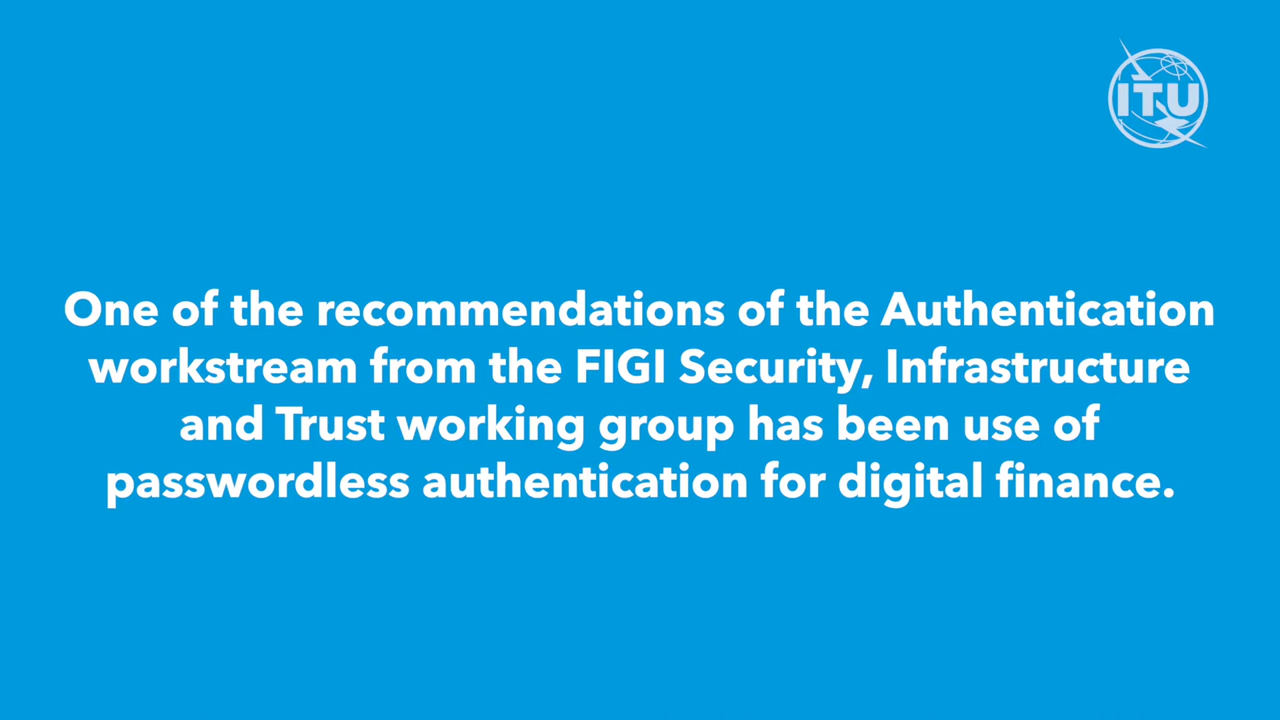 ITU
One of the recommendations of the Authentication
workstream from the FIGI Security, Infrastructure
and Trust working group has been use of
passwordless authentication for digital finance.